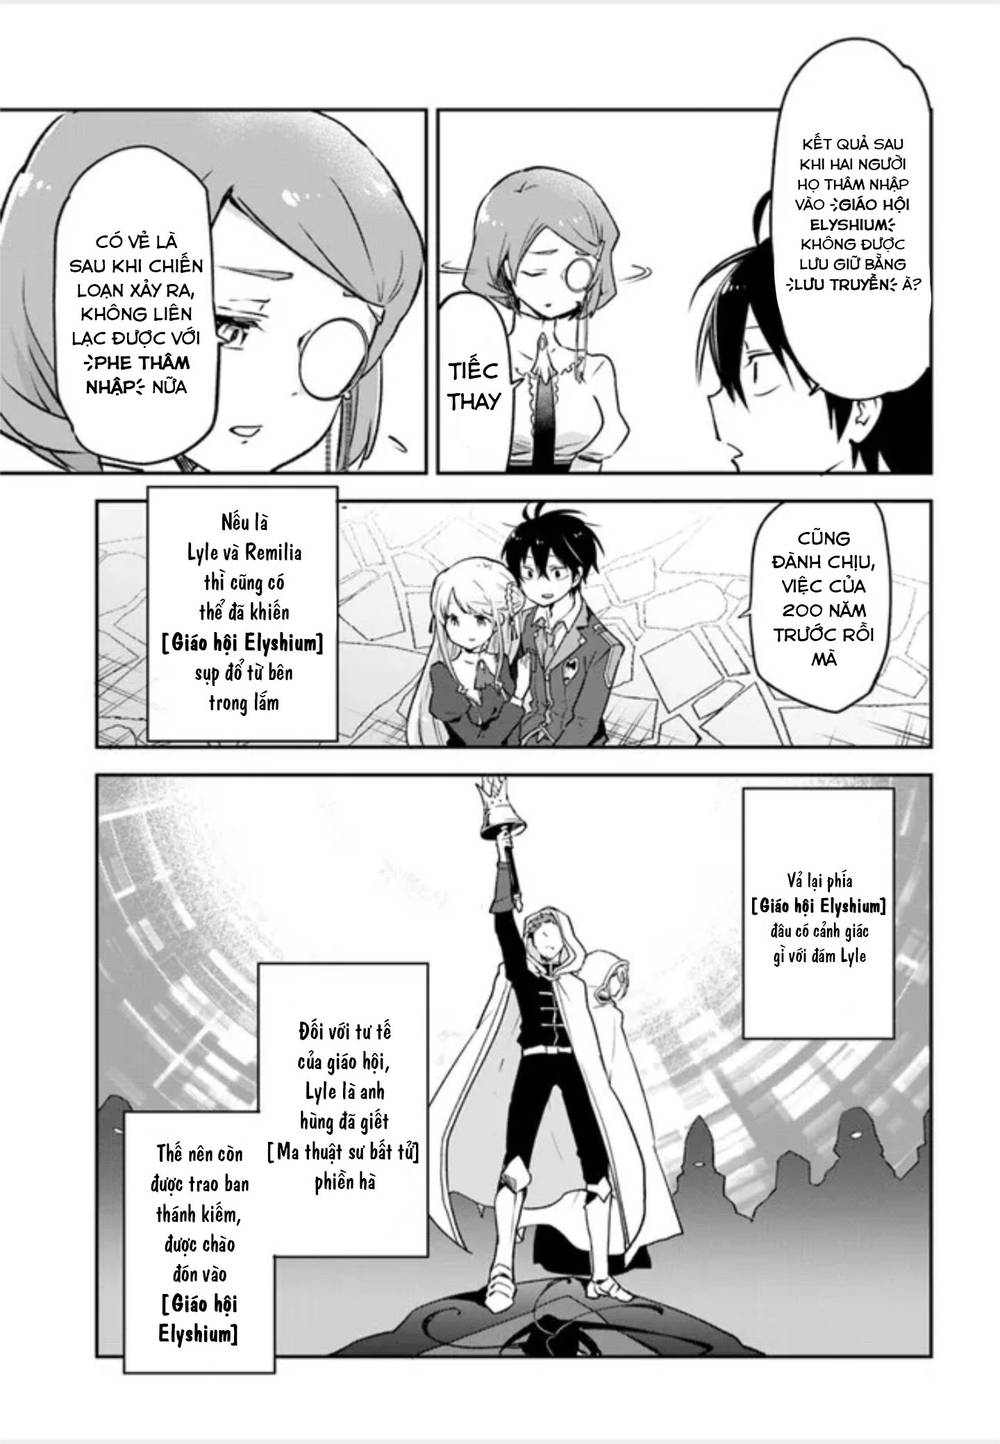 KẾT QUẢ SAU
KHI HAI NGƯỜI
HỌ THÂM NHẬP
VÀO GIÁO HỘI
ELYSHIUM
KHÔNG ĐƯỢC
LƯU GIỮ BẰNG
LƯU TRUYỀN À?
TIẾC
THAY
CÓ VẺ LÀ
SAU KHI CHIẾN
LOẠN XẢY RA,
KHÔNG LIÊN
LẠC ĐƯỢC VỚI
PHE THÂM
NHẬP NỮA
CŨNG
ĐÀNH CHỊU,
VIỆC CỦA
200 NĂM
TRƯỚC RỒI
MÀ
Nếu là
Lyle và Remilia
thì cũng có
thể đã khiến
[Giáo hội Elyshium]
sụp đổ từ bên
trong lắm
Vả lại phía
[Giáo hội Elyshium]
đâu có cảnh giác
gì với đám Lyle
Đối với tư tế
của giáo hội,
Lyle là anh
hùng đã giết
[Ma thuật sư bất tử]
phiền hà
Thế nên còn
được trao ban
thánh kiếm,
được chào
đón vào
[Giáo hội
Elyshium]